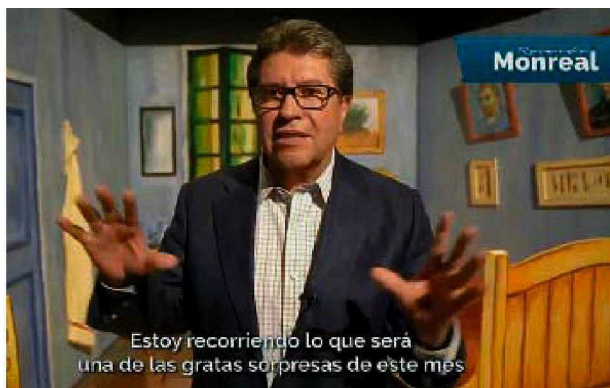 Monreal
Estoy recorriendo lo que será
una de las gratas sorpresas de este mes